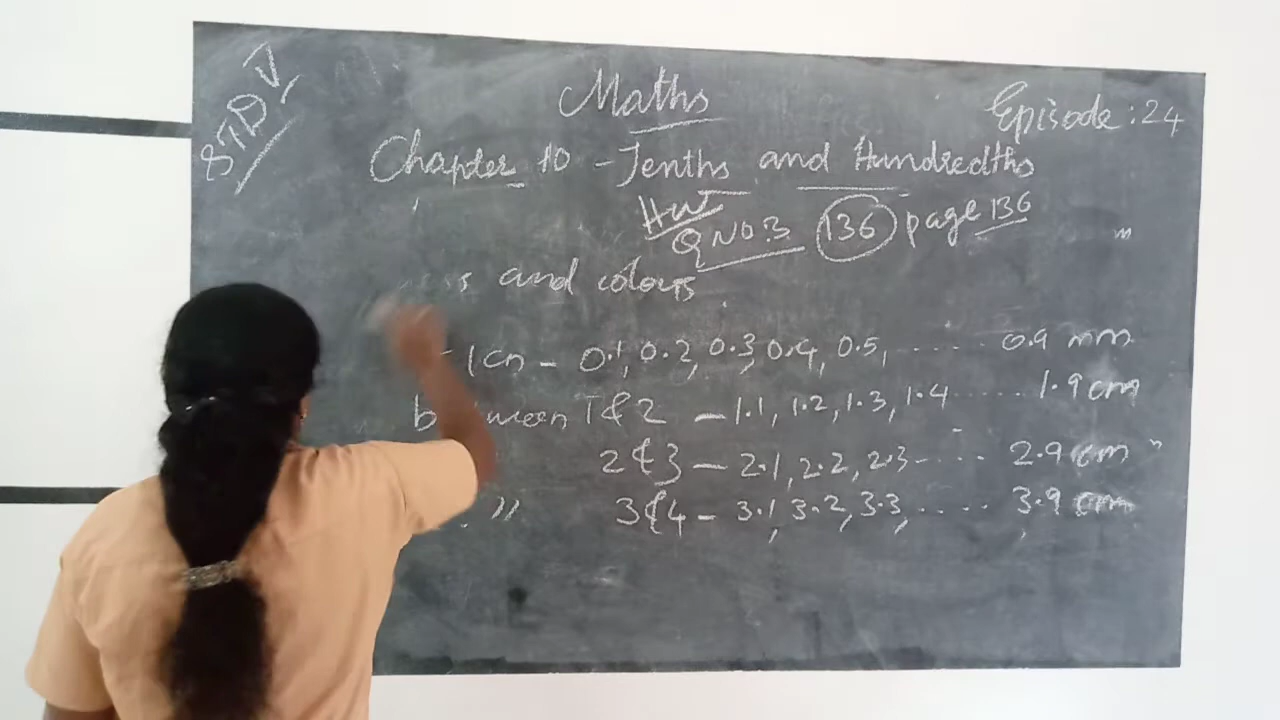 STD V
Maths
Episode: 24
Chapter 10 - Tenths and Hundredths
HW
Q NO:3 136 page 136
and colours
1cm - 0.1, 0.2, 0.3, 0.4, 0.5, ..... 0.9 mm
between 1 & 2 - 1.1, 1.2, 1.3, 1.4 ..... 1.9 cm
2 & 3 - 2.1, 2.2, 2.3 - ... 2.9 cm "
" 3 & 4 - 3.1, 3.2, 3.3, ..... 3.9 cm